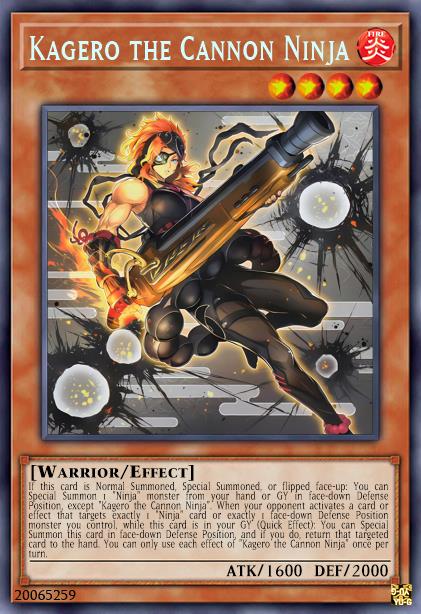 KAGERO THE CANNON NINJA
FIRE
炎
[WARRIOR/EFFECT]
If this card is Normal Summoned, Special Summoned, or flipped face-up: You can
Special Summon 1 "Ninja" monster from your hand or GY in face-down Defense
Position, except "Kagero the Cannon Ninja". When your opponent activates a card or
effect that targets exactly 1 "Ninja" card or exactly 1 face-down Defense Position
monster you control, while this card is in your GY (Quick Effect): You can Special
Summon this card in face-down Defense Position, and if you do, return that targeted
card to the hand. You can only use each effect of "Kagero the Cannon Ninja" once per
turn.
ATK/1600 DEF/2000
20065259